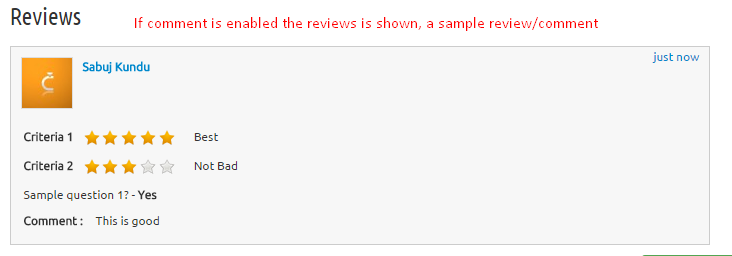 Reviews
If comment is enabled the reviews is shown, a sample review/comment
just now
Sabuj Kundu
Criteria 1 Best
Criteria 2 Not Bad
Sample question 1? - Yes
Comment : This is good